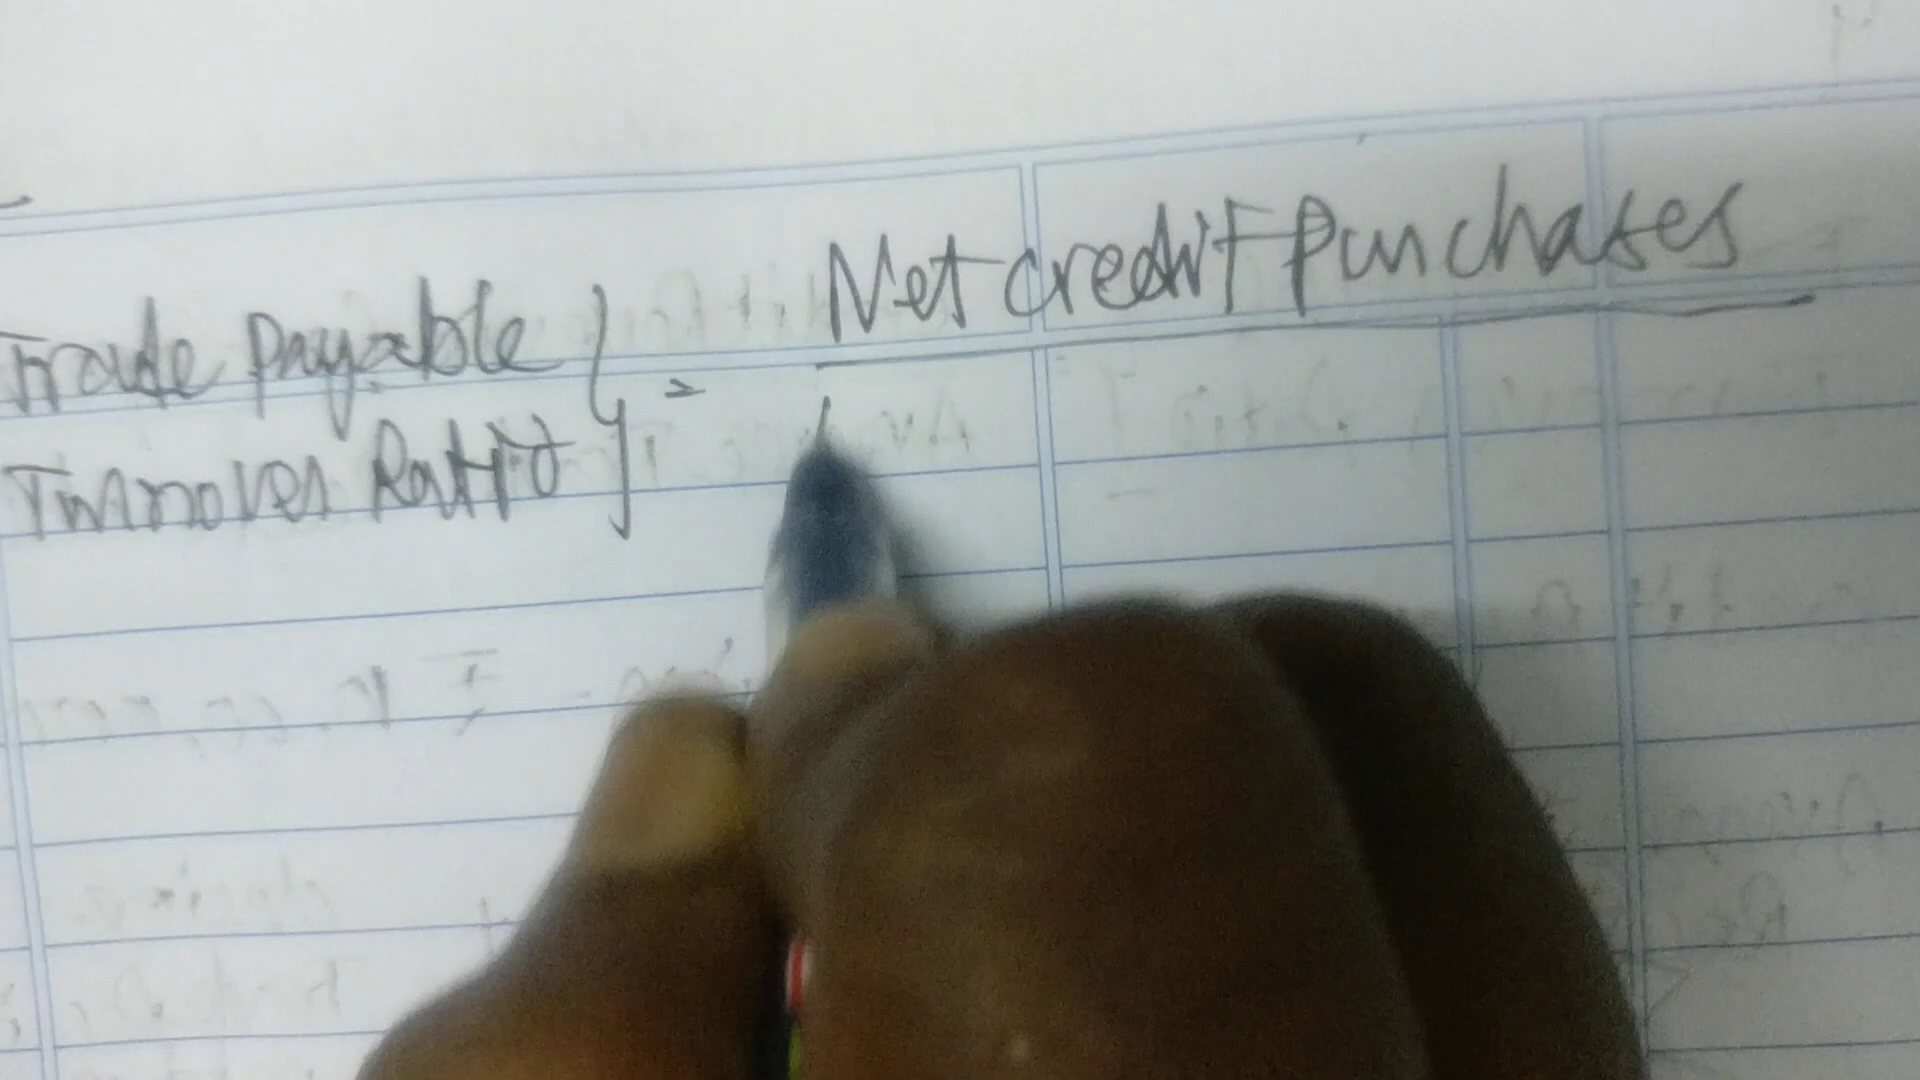 Net credit Purchases
Trade Payable } =
Turnover Ratio